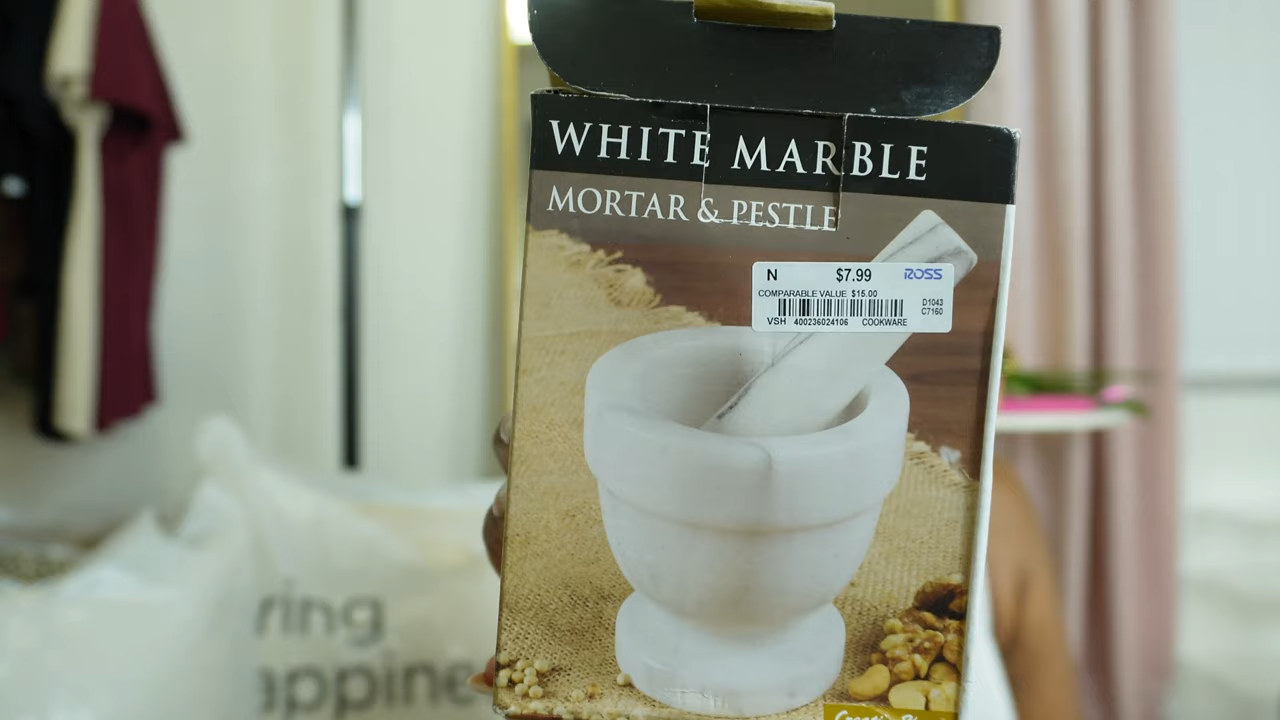 WHITE MARBLE
MORTAR & PESTLE
N $7.99 ROSS
COMPARABLE VALUE $15.00
D1043
C7160
VSH 400236024106 COOKWARE
ring
appine